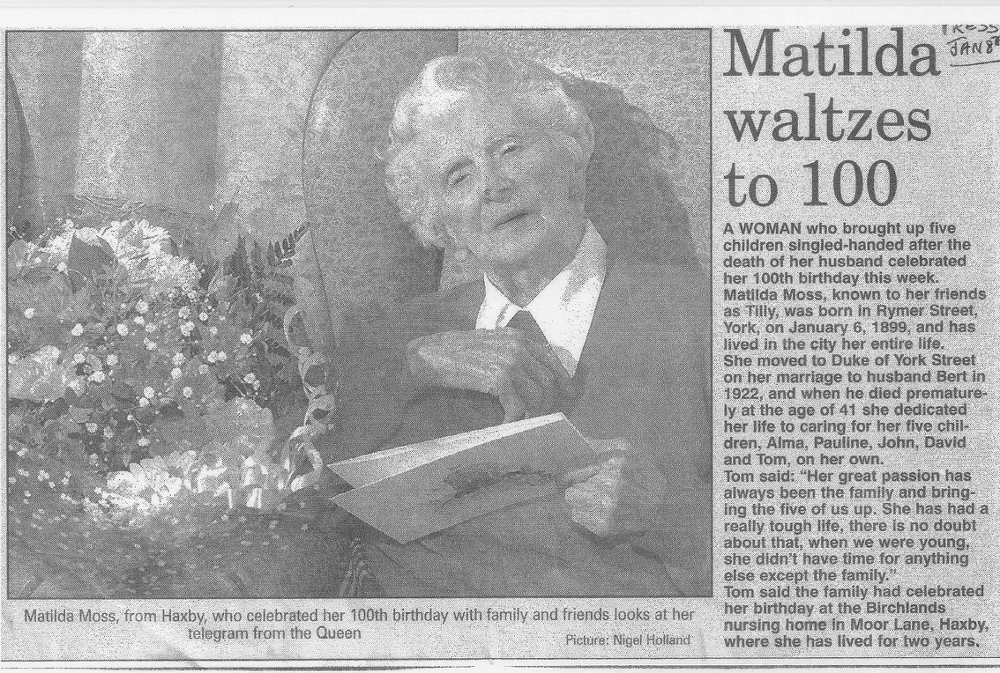 Matilda
waltzes
to 100
PRESS
JAN 8th
A WOMAN who brought up five
children singled-handed after the
death of her husband celebrated
her 100th birthday this week.
Matilda Moss, known to her friends
as Tilly, was born in Rymer Street,
York, on January 6, 1899, and has
lived in the city her entire life.
She moved to Duke of York Street
on her marriage to husband Bert in
1922, and when he died premature-
ly at the age of 41 she dedicated
her life to caring for her five chil-
dren, Alma, Pauline, John, David
and Tom, on her own.
Tom said: “Her great passion has
always been the family and bring-
ing the five of us up. She has had a
really tough life, there is no doubt
about that, when we were young,
she didn’t have time for anything
else except the family.”
Tom said the family had celebrated
her birthday at the Birchlands
nursing home in Moor Lane, Haxby,
where she has lived for two years.
Matilda Moss, from Haxby, who celebrated her 100th birthday with family and friends looks at her
telegram from the Queen
Picture: Nigel Holland